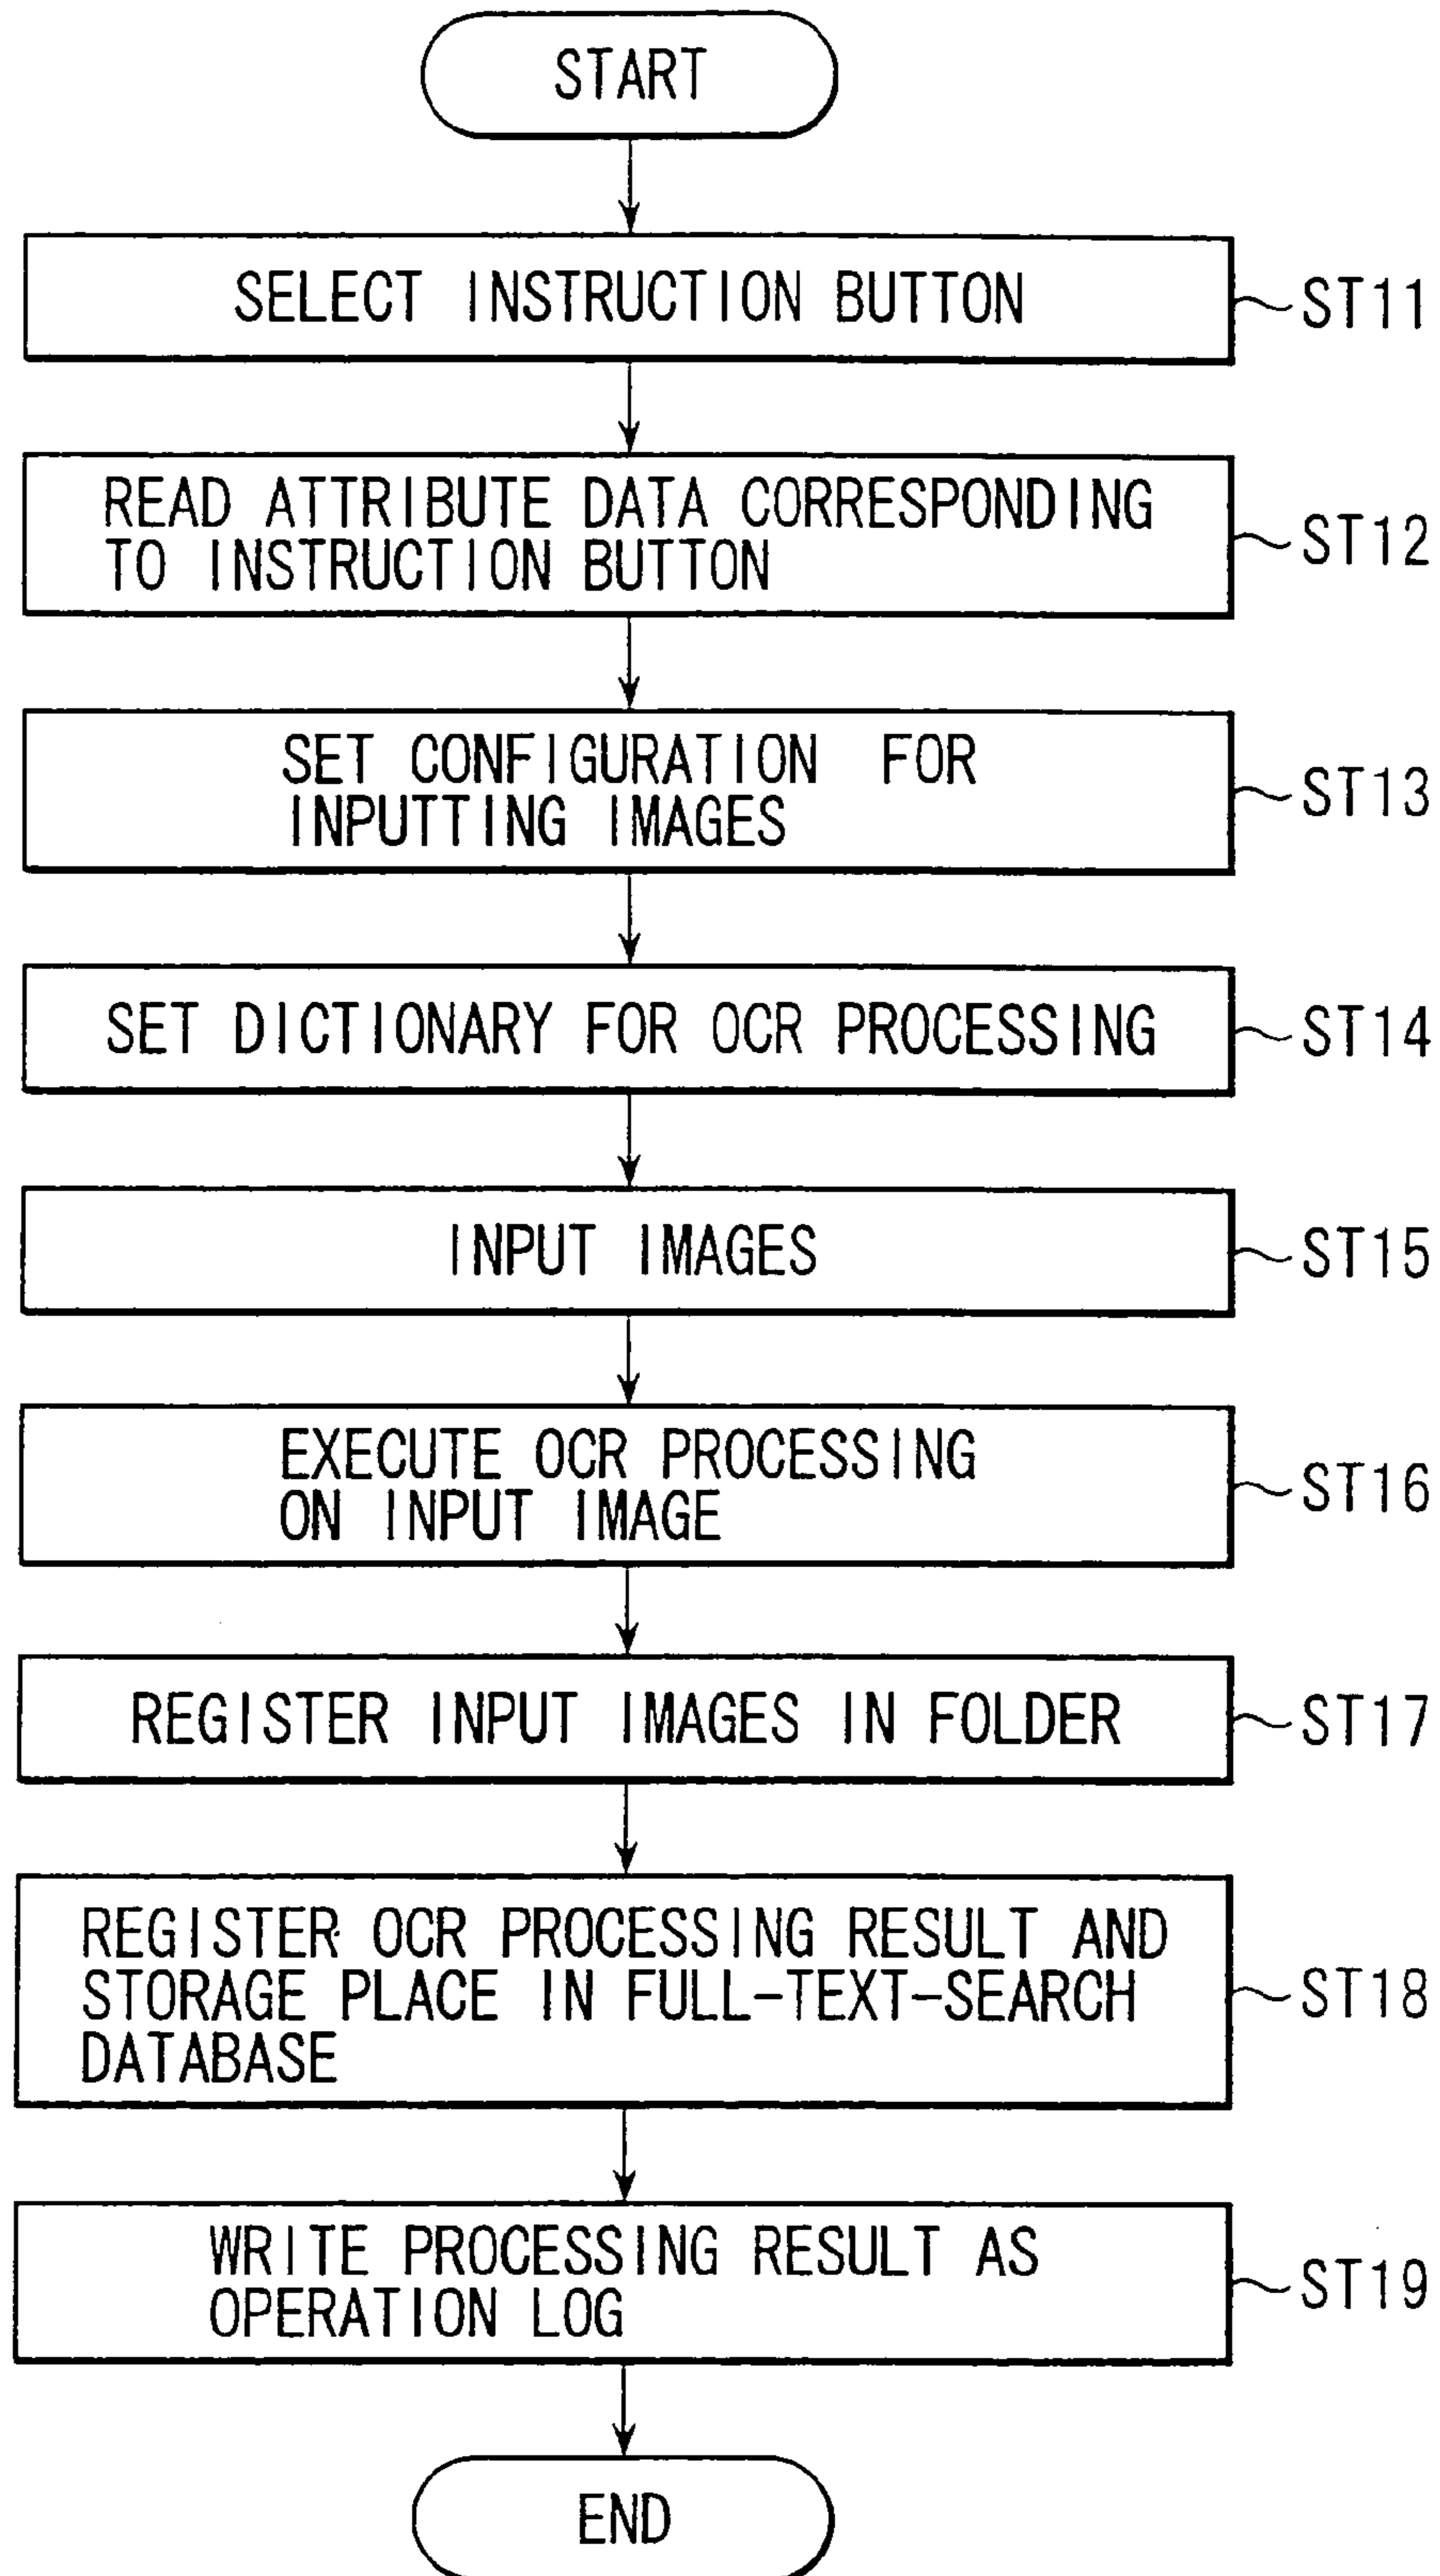 START
SELECT INSTRUCTION BUTTON
ST11
READ ATTRIBUTE DATA CORRESPONDING
TO INSTRUCTION BUTTON
ST12
SET CONFIGURATION FOR
INPUTTING IMAGES
ST13
SET DICTIONARY FOR OCR PROCESSING
ST14
INPUT IMAGES
ST15
EXECUTE OCR PROCESSING
ON INPUT IMAGE
ST16
REGISTER INPUT IMAGES IN FOLDER
ST17
REGISTER OCR PROCESSING RESULT AND
STORAGE PLACE IN FULL-TEXT-SEARCH
DATABASE
ST18
WRITE PROCESSING RESULT AS
OPERATION LOG
ST19
END